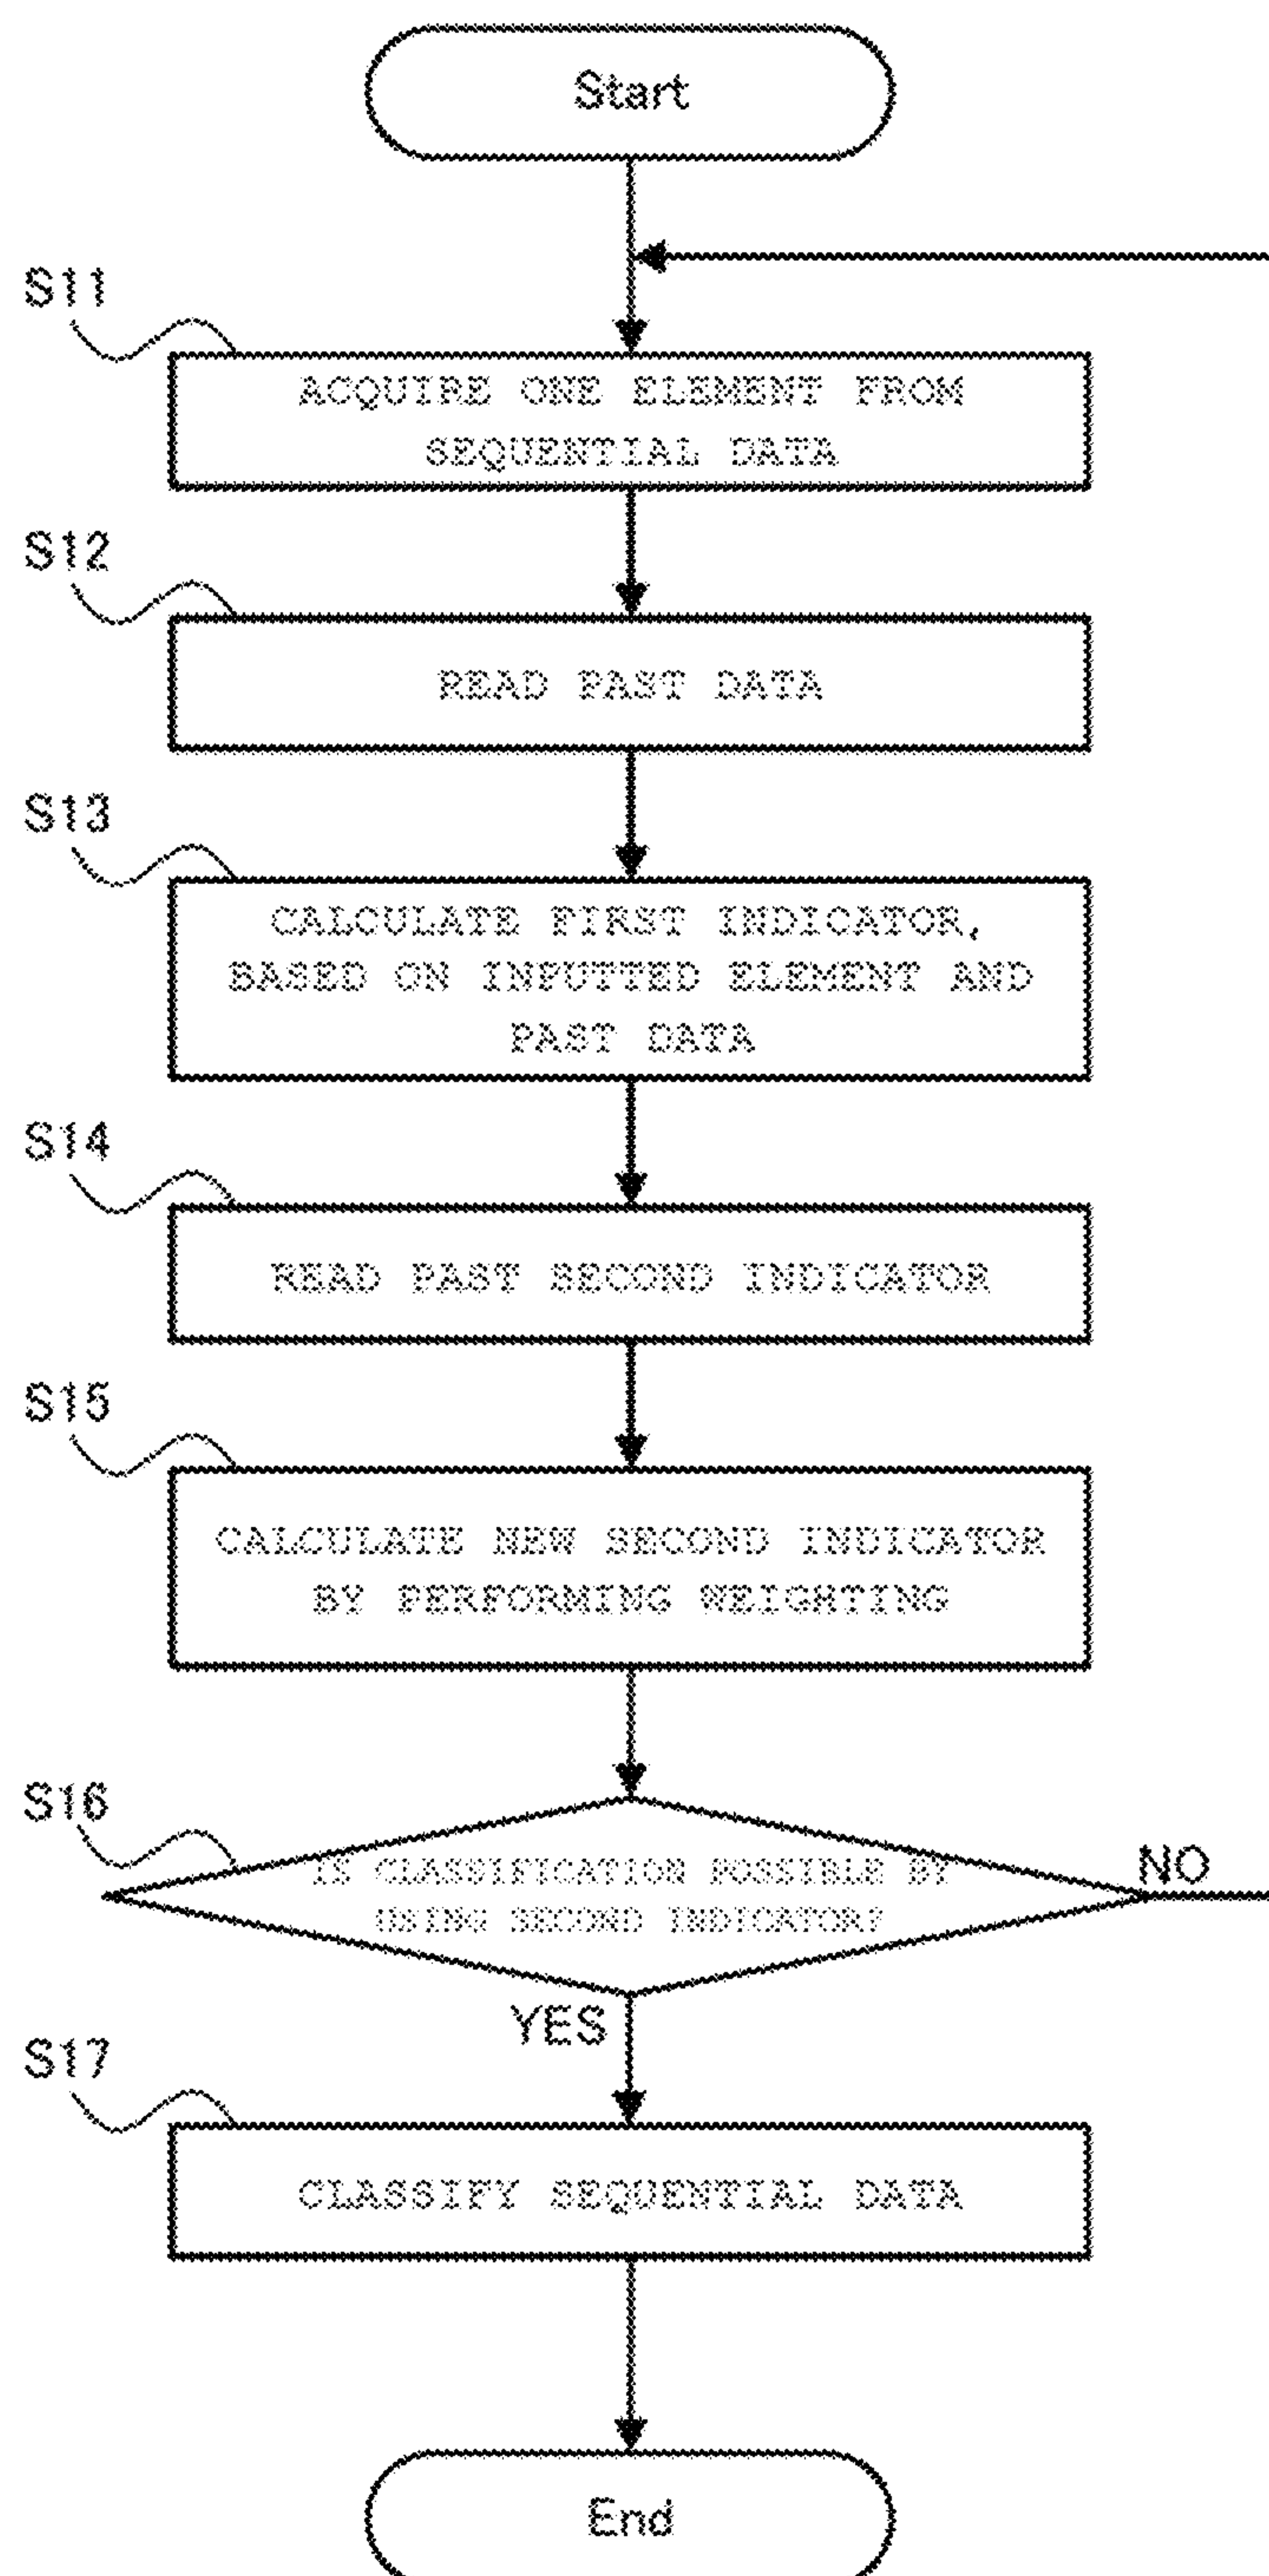 Start
S11
ACQUIRE ONE ELEMENT FROM
SEQUENTIAL DATA
S12
READ PAST DATA
S13
CALCULATE FIRST INDICATOR,
BASED ON INPUTTED ELEMENT AND
PAST DATA
S14
READ PAST SECOND INDICATOR
S15
CALCULATE NEW SECOND INDICATOR
BY PERFORMING WEIGHTING
S16
IS CLASSIFICATION POSSIBLE BY
USING SECOND INDICATOR?
NO
YES
S17
CLASSIFY SEQUENTIAL DATA
End